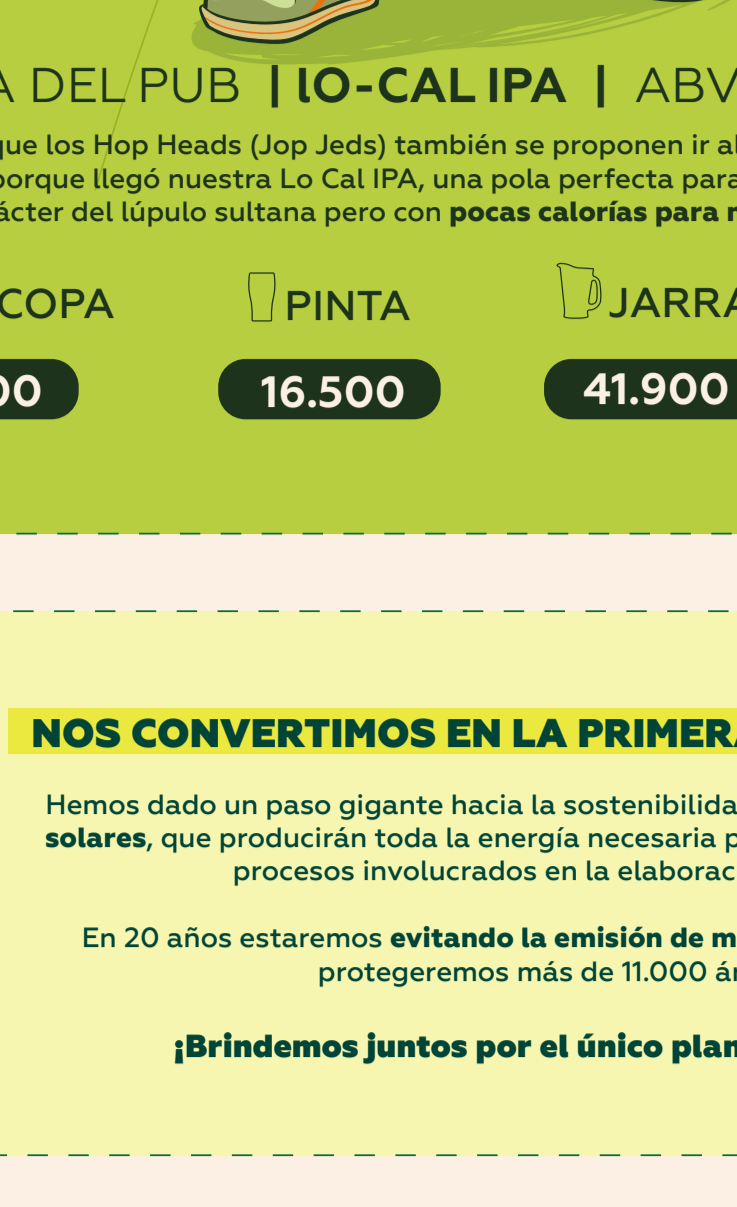 A DEL PUB | lO-CAL IPA | ABV
que los Hop Heads (Jop Jeds) también se proponen ir al
porque llegó nuestra Lo Cal IPA, una pola perfecta para
ácter del lúpulo sultana pero con pocas calorías para
COPA PINTA JARRA
00 16.500 41.900
NOS CONVERTIMOS EN LA PRIMERA
Hemos dado un paso gigante hacia la sostenibilida
solares, que producirán toda la energía necesaria p
procesos involucrados en la elaborac
En 20 años estaremos evitando la emisión de m
protegeremos más de 11.000 ár
¡Brindemos juntos por el único plan